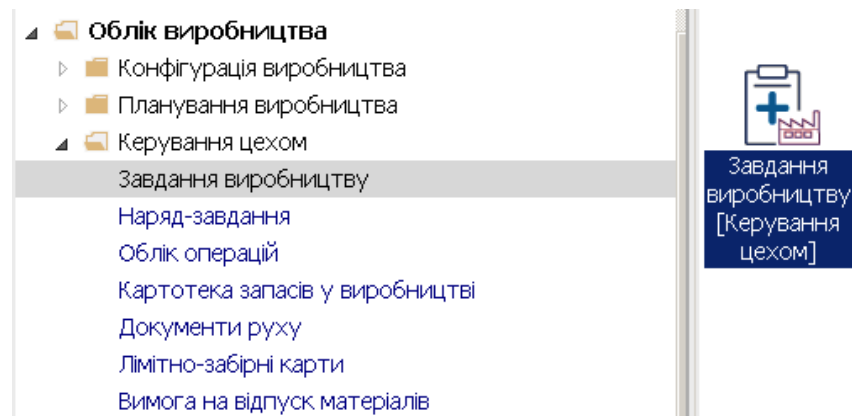 Облік виробництва
Конфігурація виробництва
Планування виробництва
Керування цехом
Завдання виробництву
Наряд-завдання
Облік операцій
Картотека запасів у виробництві
Документи руху
Лімітно-забірні карти
Вимога на відпуск матеріалів
Завдання
виробництву
[Керування
цехом]